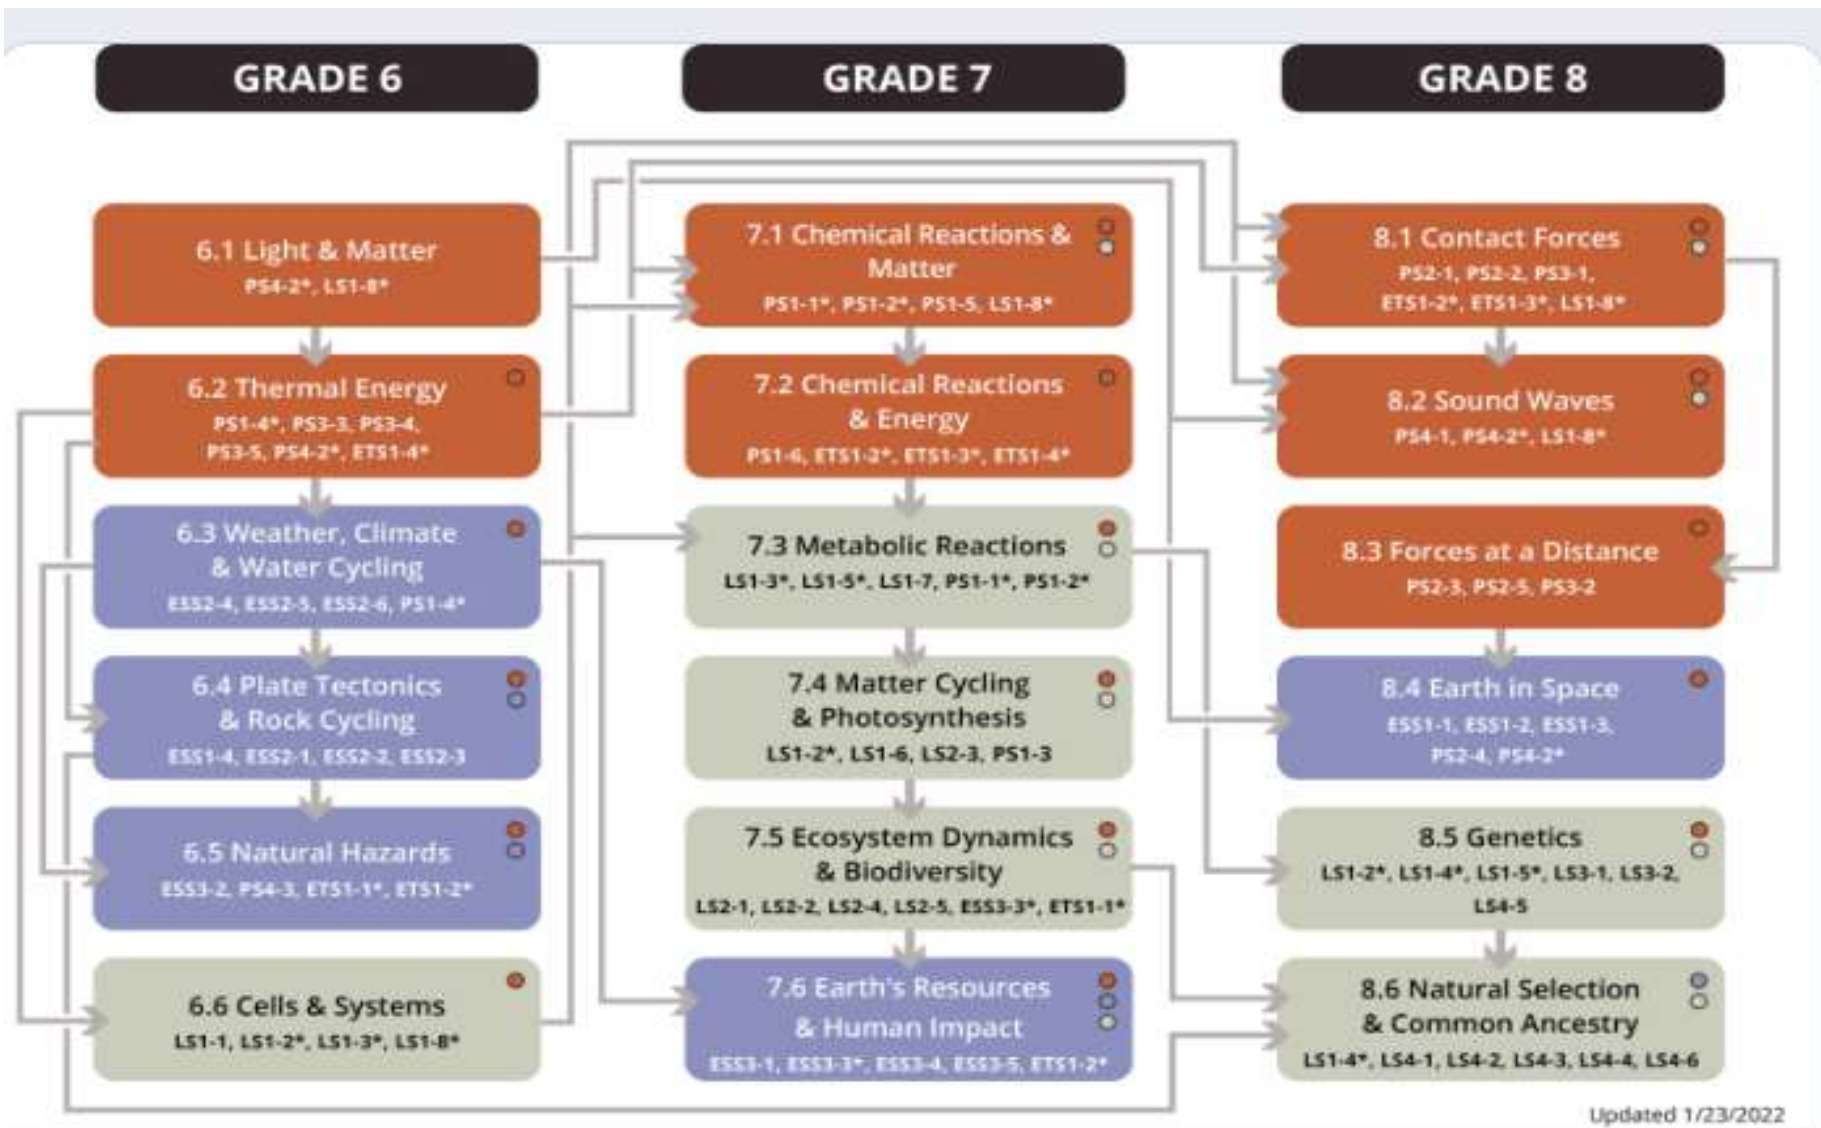 GRADE 6
GRADE 7
GRADE 8
6.1 Light & Matter
PS4-2*, LS1-8*
6.2 Thermal Energy
PS1-4*, PS3-3, PS3-4,
PS3-5, PS4-2*, ETS1-4*
6.3 Weather, Climate
& Water Cycling
ESS2-4, ESS2-5, ESS2-6, PS1-4*
6.4 Plate Tectonics
& Rock Cycling
ESS1-4, ESS2-1, ESS2-2, ESS2-3
6.5 Natural Hazards
ESS3-2, PS4-3, ETS1-1*, ETS1-2*
6.6 Cells & Systems
LS1-1, LS1-2*, LS1-3*, LS1-8*
7.1 Chemical Reactions &
Matter
PS1-1*, PS1-2*, PS1-5, LS1-8*
7.2 Chemical Reactions
& Energy
PS1-6, ETS1-2*, ETS1-3*, ETS1-4*
7.3 Metabolic Reactions
LS1-3*, LS1-5*, LS1-7, PS1-1*, PS1-2*
7.4 Matter Cycling
& Photosynthesis
LS1-2*, LS1-6, LS2-3, PS1-3
7.5 Ecosystem Dynamics
& Biodiversity
LS2-1, LS2-2, LS2-4, LS2-5, ESS3-3*, ETS1-1*
7.6 Earth's Resources
& Human Impact
ESS3-1, ESS3-3*, ESS3-4, ESS3-5, ETS1-2*
8.1 Contact Forces
PS2-1, PS2-2, PS3-1,
ETS1-2*, ETS1-3*, LS1-8*
8.2 Sound Waves
PS4-1, PS4-2*, LS1-8*
8.3 Forces at a Distance
PS2-3, PS2-5, PS3-2
8.4 Earth in Space
ESS1-1, ESS1-2, ESS1-3,
PS2-4, PS4-2*
8.5 Genetics
LS1-2*, LS1-4*, LS1-5*, LS3-1, LS3-2,
LS4-5
8.6 Natural Selection
& Common Ancestry
LS1-4*, LS4-1, LS4-2, LS4-3, LS4-4, LS4-6
Updated 1/23/2022